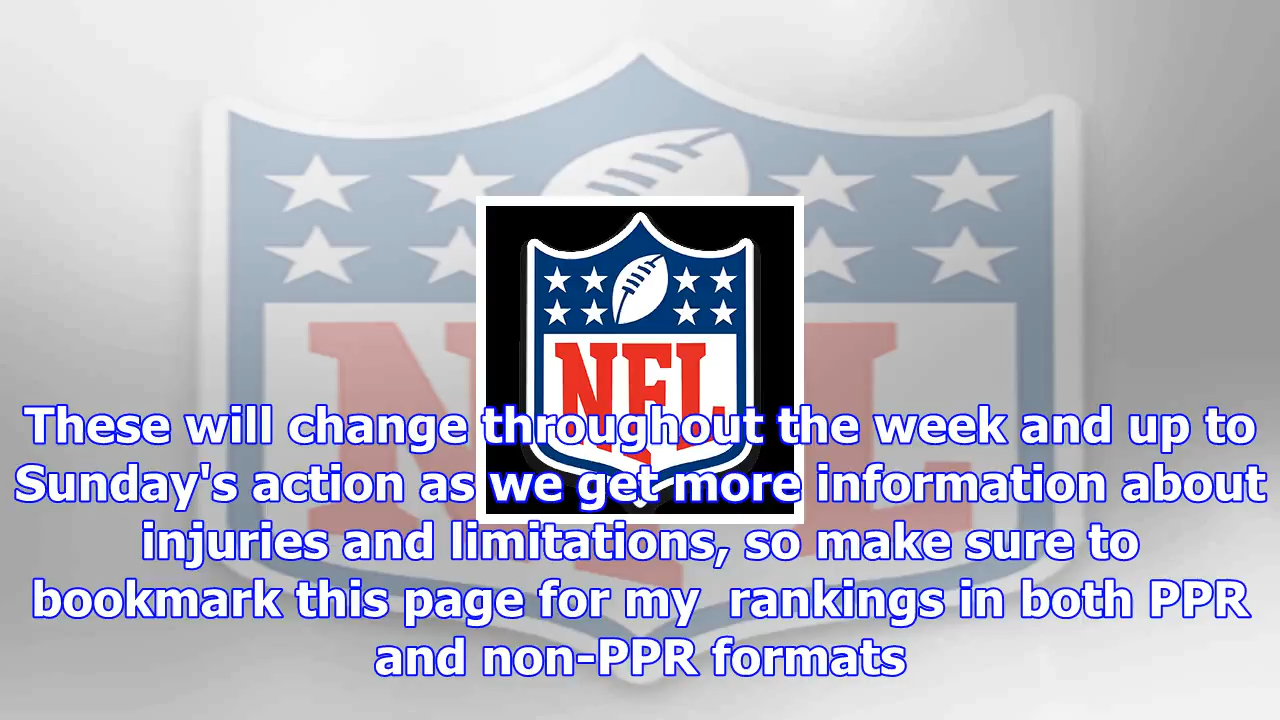 NFL
These will change throughout the week and up to
Sunday's action as we get more information about
injuries and limitations, so make sure to
bookmark this page for my  rankings in both PPR
and non-PPR formats